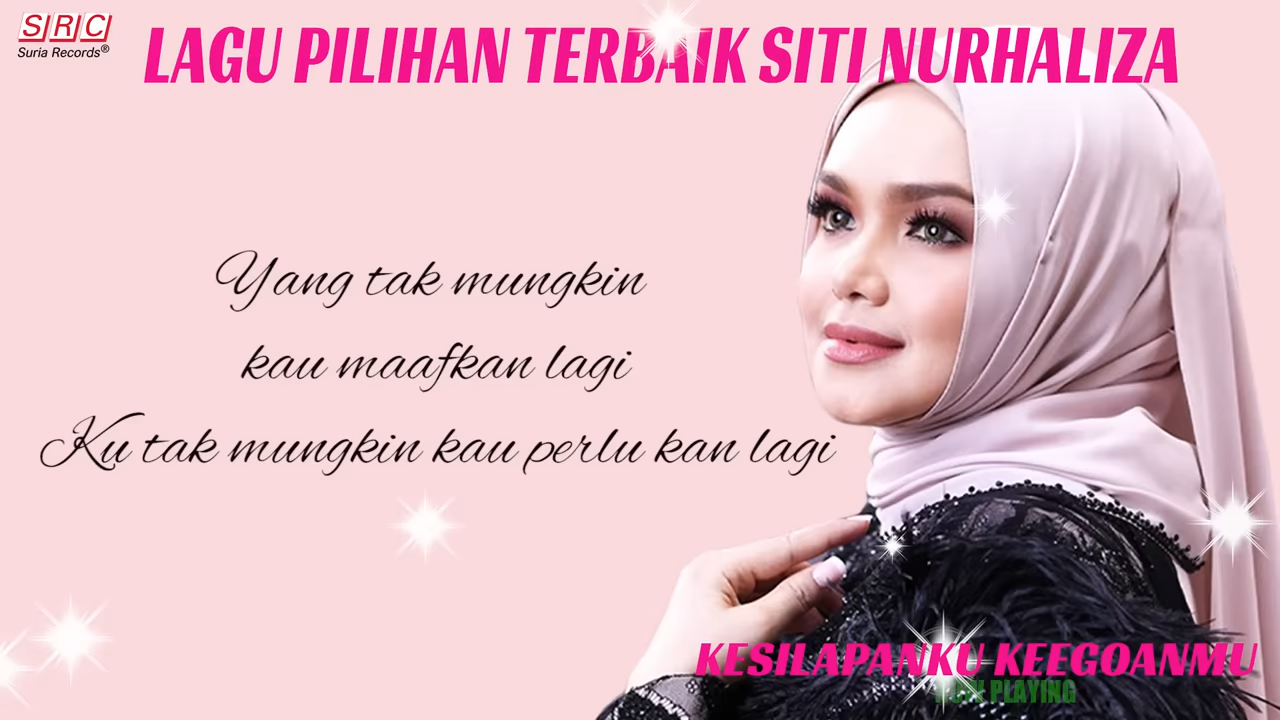 SRC
Suria Records®
LAGU PILIHAN TERBAIK SITI NURHALIZA
Yang tak mungkin
kau maafkan lagi
Ku tak mungkin kau perlu kan lagi
KESILAPANKU KEEGOANMU
PLAYING